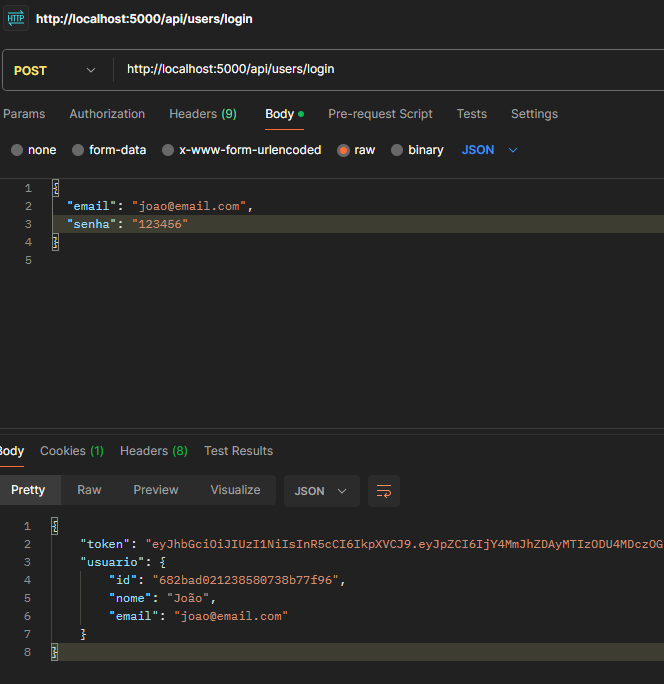 HTTP http://localhost:5000/api/users/login
POST http://localhost:5000/api/users/login
Params Authorization Headers (9) Body Pre-request Script Tests Settings
none form-data x-www-form-urlencoded raw binary JSON
1 {
2 "email": "joao@email.com",
3 "senha": "123456"
4 }
5
Body Cookies (1) Headers (8) Test Results
Pretty Raw Preview Visualize JSON
1 {
2 "token": "eyJhbGciOiJIUzI1NiIsInR5cCI6IkpXVCJ9.eyJpZCI6IjY4MmJhZDAyMTIzODU4MDczOG
3 "usuario": {
4 "id": "682bad021238580738b77f96",
5 "nome": "João",
6 "email": "joao@email.com"
7 }
8 }